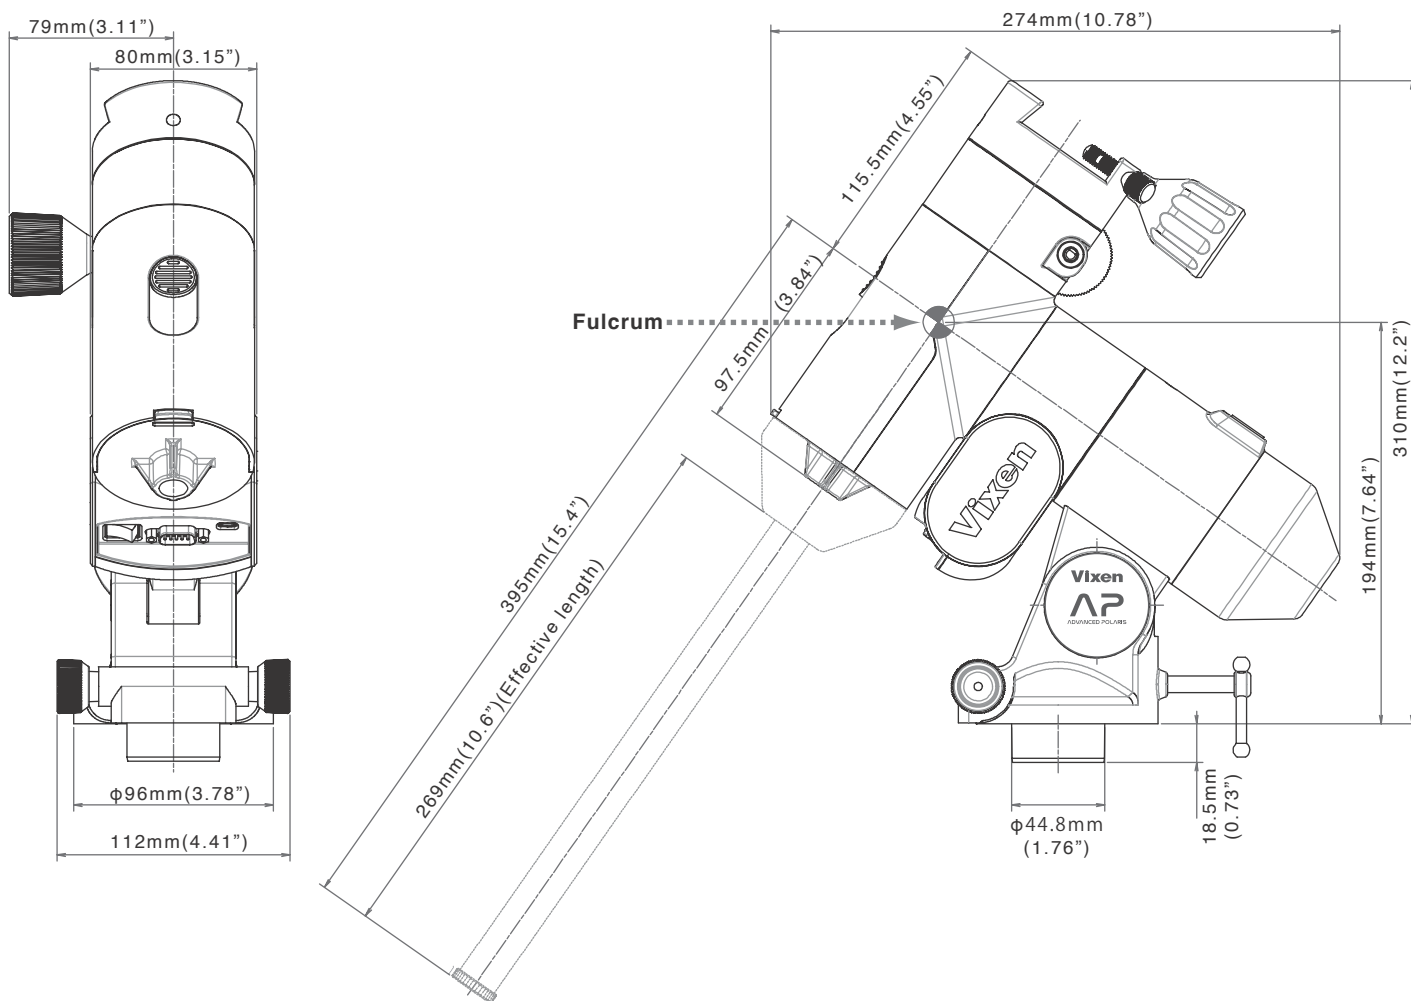 79mm(3.11”)
80mm(3.15”)
274mm(10.78”)
115.5mm(4.55”)
97.5mm (3.84”)
Fulcrum
310mm(12.2”)
194mm(7.64”)
395mm(15.4”)
269mm(10.6”)(Effective length)
Vixen
Vixen
AP
ADVANCED POLARIS
18.5mm
(0.73”)
ϕ44.8mm
(1.76”)
ϕ96mm(3.78”)
112mm(4.41”)